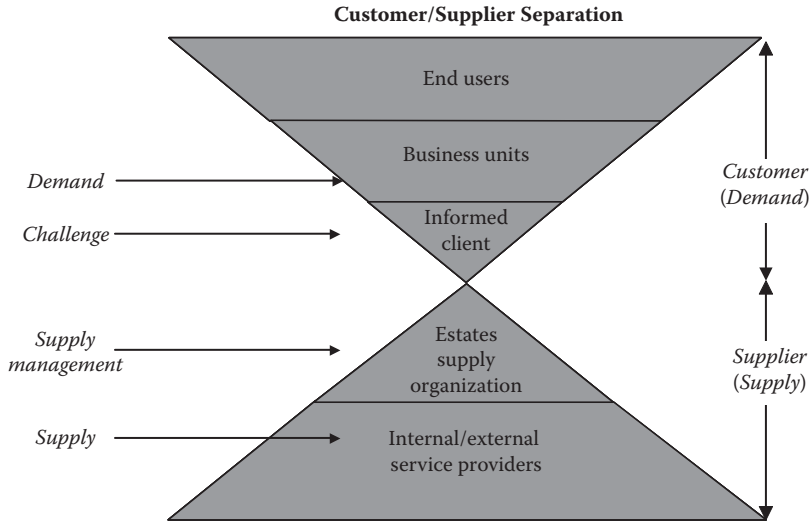 Customer/Supplier Separation
End users
Business units
Demand
Customer
(Demand)
Informed
client
Challenge
Estates
supply
organization
Supply
management
Supplier
(Supply)
Supply
Internal/external
service providers